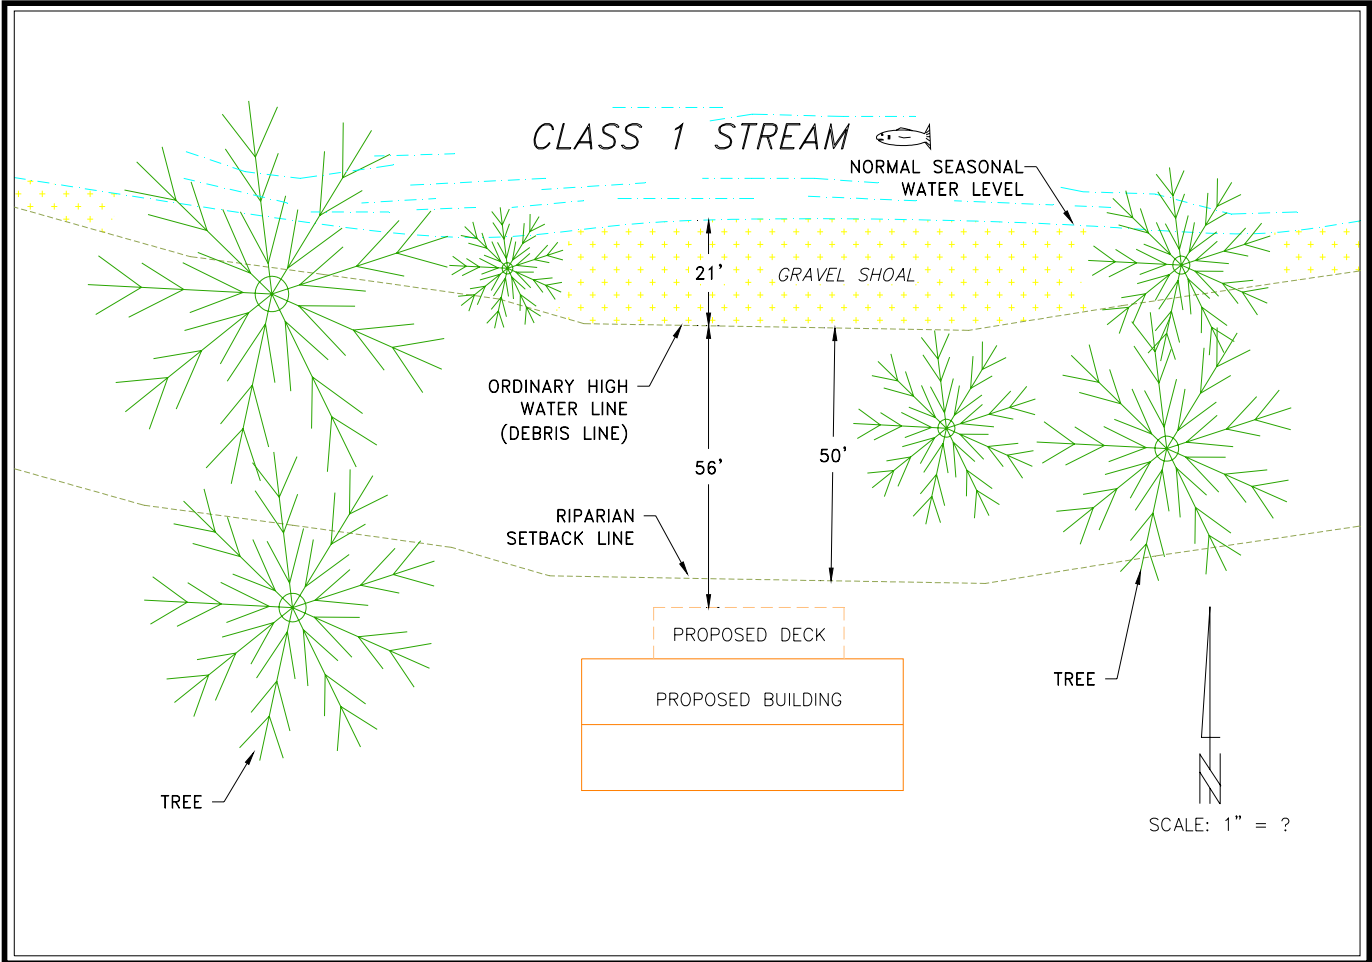 CLASS 1 STREAM
NORMAL SEASONAL
WATER LEVEL
21'
GRAVEL SHOAL
ORDINARY HIGH
WATER LINE
(DEBRIS LINE)
56'
50'
RIPARIAN
SETBACK LINE
PROPOSED DECK
PROPOSED BUILDING
TREE
TREE
N
SCALE: 1" = ?